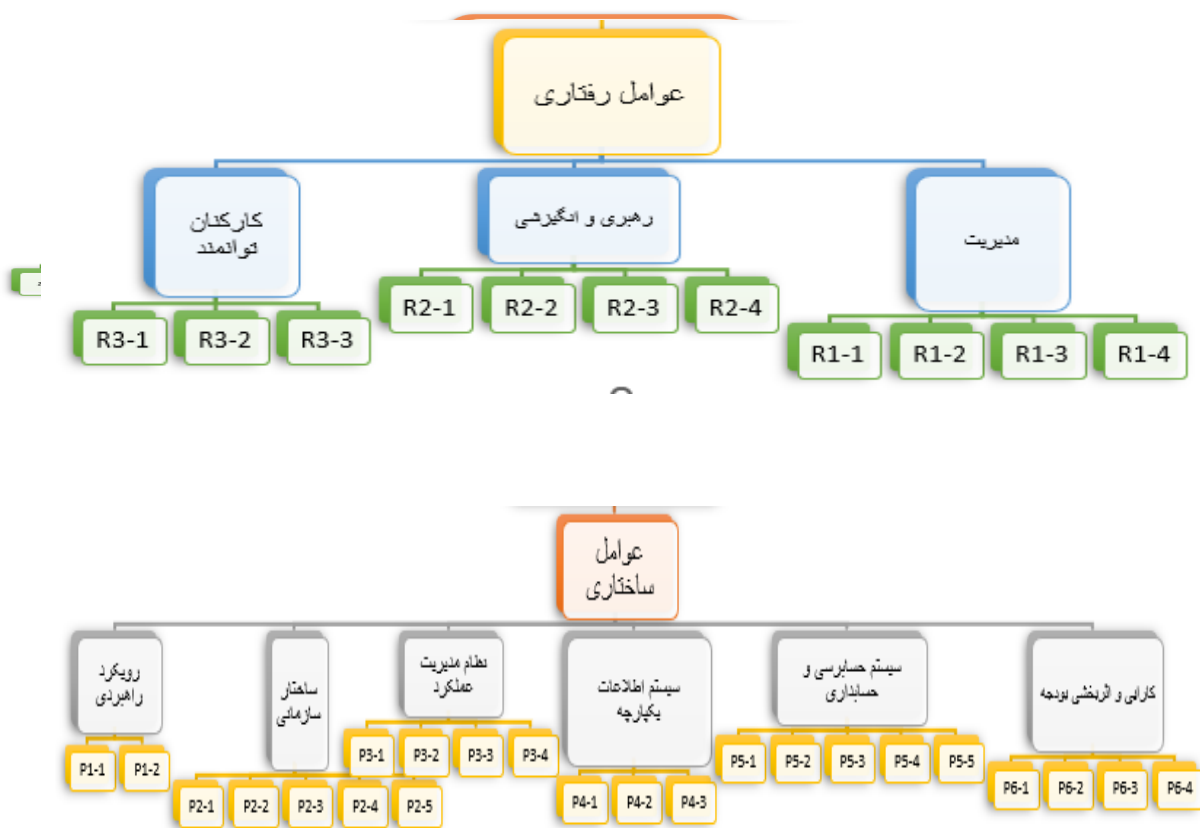 عوامل رفتاری
مدیریت
رهبری و انگیزشی
کارکنان
توانمند
R1-1
R1-2
R1-3
R1-4
R2-1
R2-2
R2-3
R2-4
R3-1
R3-2
R3-3
عوامل
ساختاری
کارائی و اثربخشی بودجه
سیستم حسابرسی و
حسابداری
سیستم اطلاعات
یکپارچه
نظام مدیریت
عملکرد
ساختار
سازمانی
رویکرد
راهبردی
P6-1
P6-2
P6-3
P6-4
P5-1
P5-2
P5-3
P5-4
P5-5
P4-1
P4-2
P4-3
P3-1
P3-2
P3-3
P3-4
P2-1
P2-2
P2-3
P2-4
P2-5
P1-1
P1-2